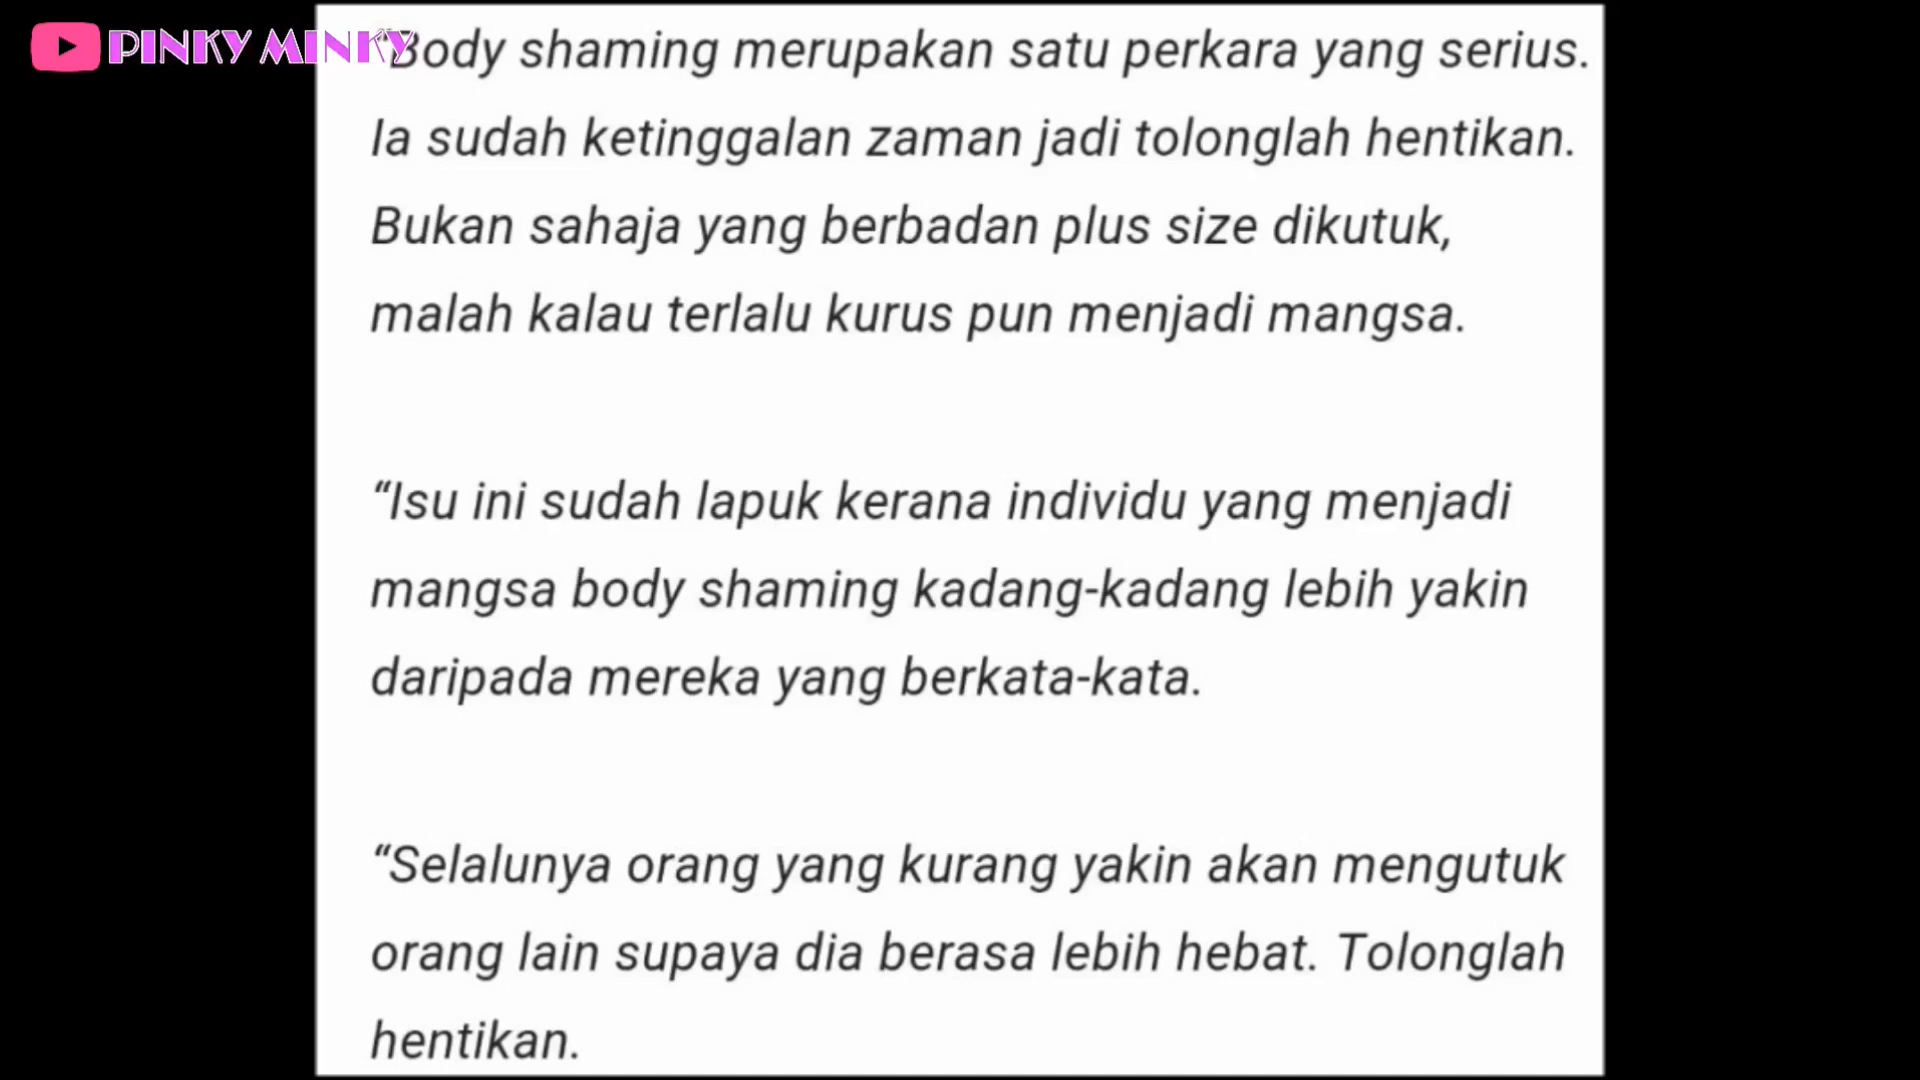 PINKY MINKY
"Body shaming merupakan satu perkara yang serius.
Ia sudah ketinggalan zaman jadi tolonglah hentikan.
Bukan sahaja yang berbadan plus size dikutuk,
malah kalau terlalu kurus pun menjadi mangsa.
“Isu ini sudah lapuk kerana individu yang menjadi
mangsa body shaming kadang-kadang lebih yakin
daripada mereka yang berkata-kata.
“Selalunya orang yang kurang yakin akan mengutuk
orang lain supaya dia berasa lebih hebat. Tolonglah
hentikan.